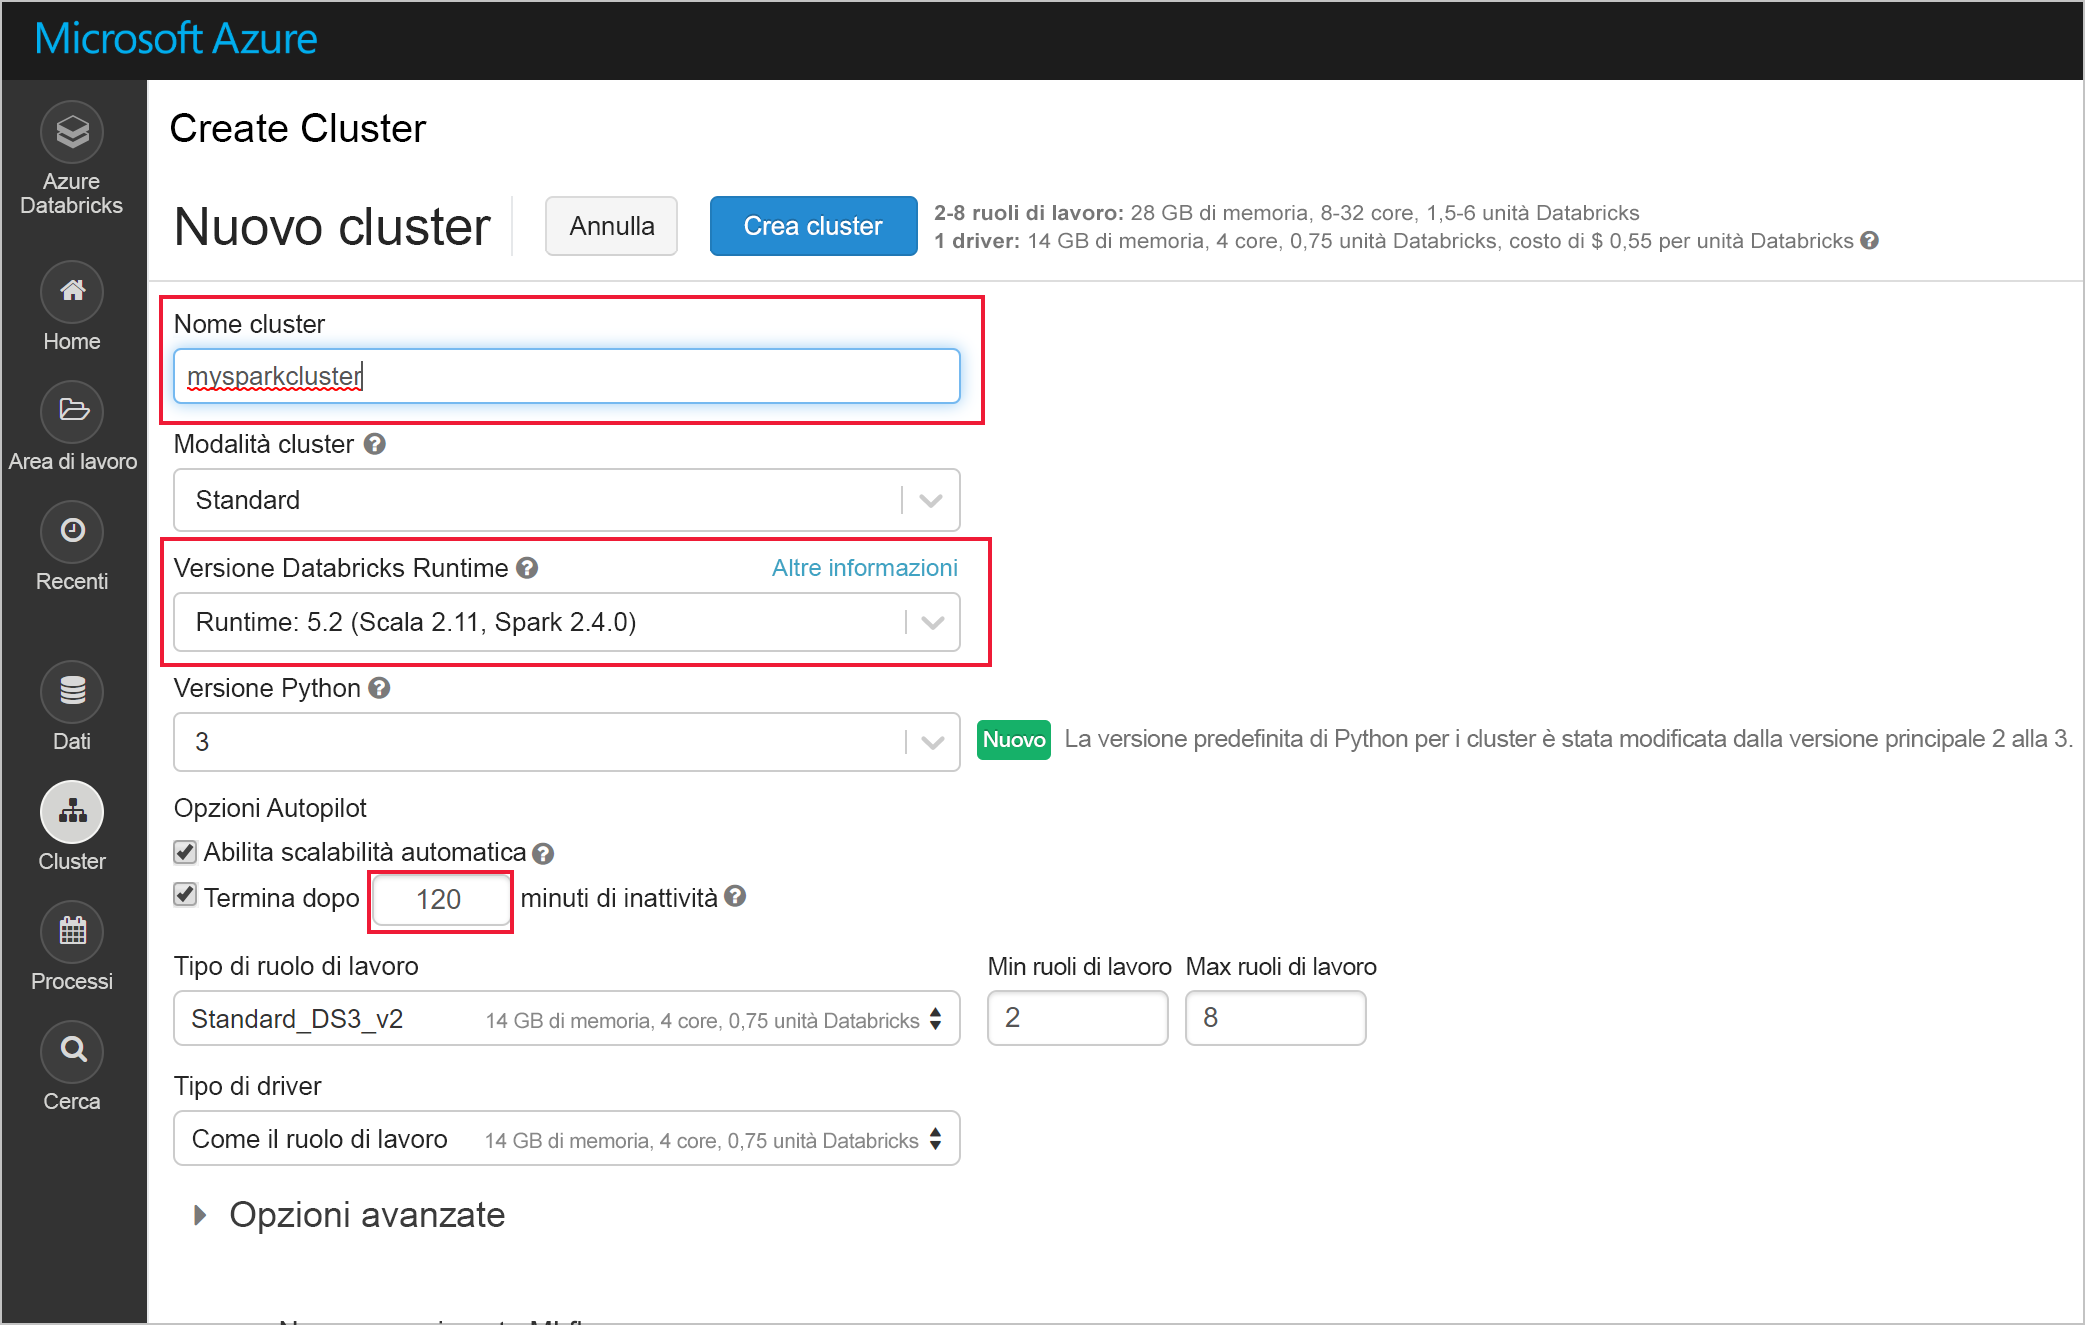 Microsoft Azure
Azure
Databricks
Home
Area di lavoro
Recenti
Dati
Cluster
Processi
Cerca
Create Cluster
Nuovo cluster
Annulla
Crea cluster
2-8 ruoli di lavoro: 28 GB di memoria, 8-32 core, 1,5-6 unità Databricks
1 driver: 14 GB di memoria, 4 core, 0,75 unità Databricks, costo di $ 0,55 per unità Databricks
Nome cluster
mysparkcluster
Modalità cluster
Standard
Versione Databricks Runtime
Altre informazioni
Runtime: 5.2 (Scala 2.11, Spark 2.4.0)
Versione Python
3
Nuovo La versione predefinita di Python per i cluster è stata modificata dalla versione principale 2 alla 3.
Opzioni Autopilot
Abilita scalabilità automatica
Termina dopo 120 minuti di inattività
Tipo di ruolo di lavoro
Min ruoli di lavoro
Max ruoli di lavoro
Standard_DS3_v2 14 GB di memoria, 4 core, 0,75 unità Databricks
2
8
Tipo di driver
Come il ruolo di lavoro 14 GB di memoria, 4 core, 0,75 unità Databricks
Opzioni avanzate